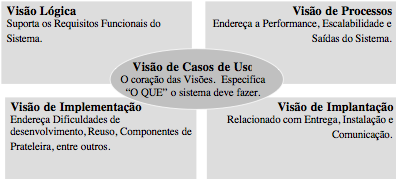 Visão Lógica
Suporta os Requisitos Funcionais do
Sistema.
Visão de Processos
Endereça a Performance, Escalabilidade e
Saídas do Sistema.
Visão de Casos de Uso
O coração das Visões. Especifica
“O QUE” o sistema deve fazer.
Visão de Implementação
Endereça Dificuldades de
desenvolvimento, Reuso, Componentes de
Prateleira, entre outros.
Visão de Implantação
Relacionado com Entrega, Instalação e
Comunicação.